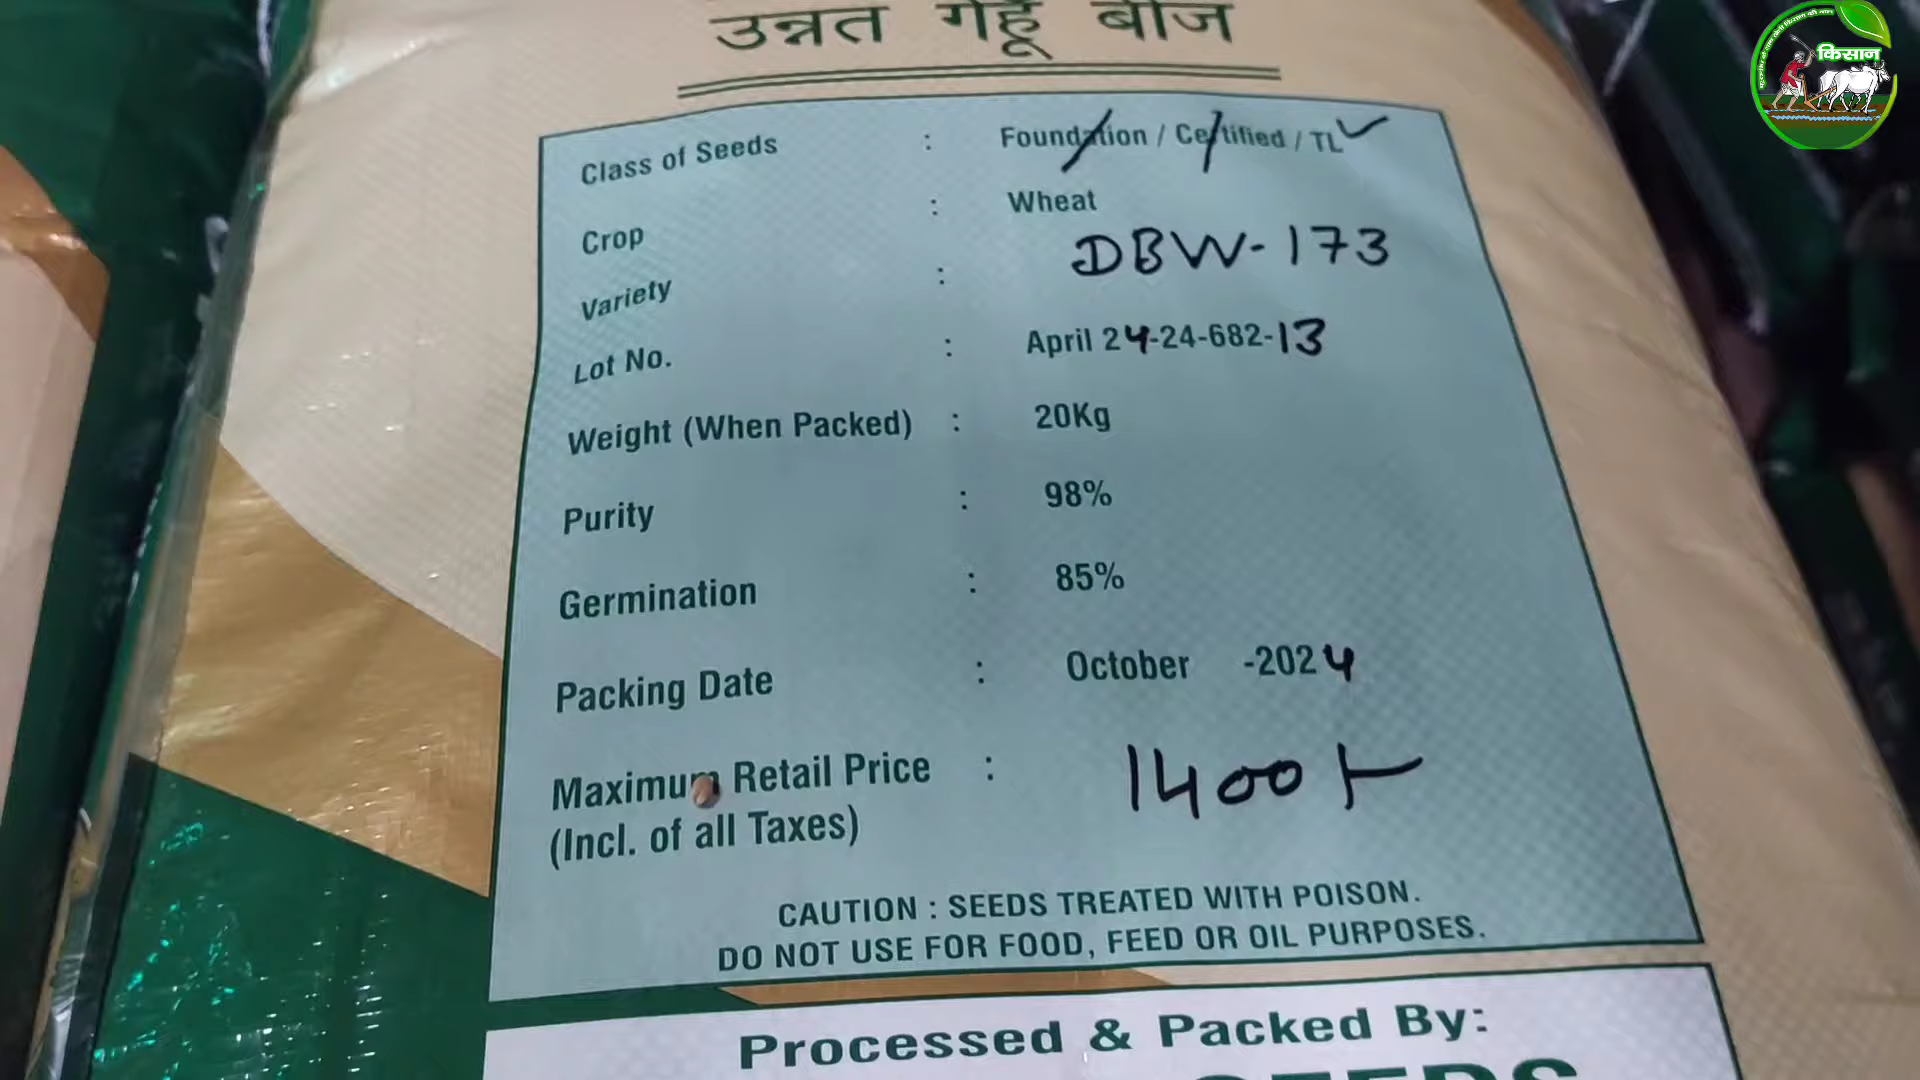 उन्नत गेहूँ बीज
Class of Seeds : Foundation / Certified / TL ✓
Crop : Wheat
Variety : DBW-173
Lot No. : April 24-24-682-13
Weight (When Packed) : 20Kg
Purity : 98%
Germination : 85%
Packing Date : October -2024
Maximum Retail Price : 1400/-
(Incl. of all Taxes)
CAUTION : SEEDS TREATED WITH POISON.
DO NOT USE FOR FOOD, FEED OR OIL PURPOSES.
Processed & Packed By:
SEEDS
किसान